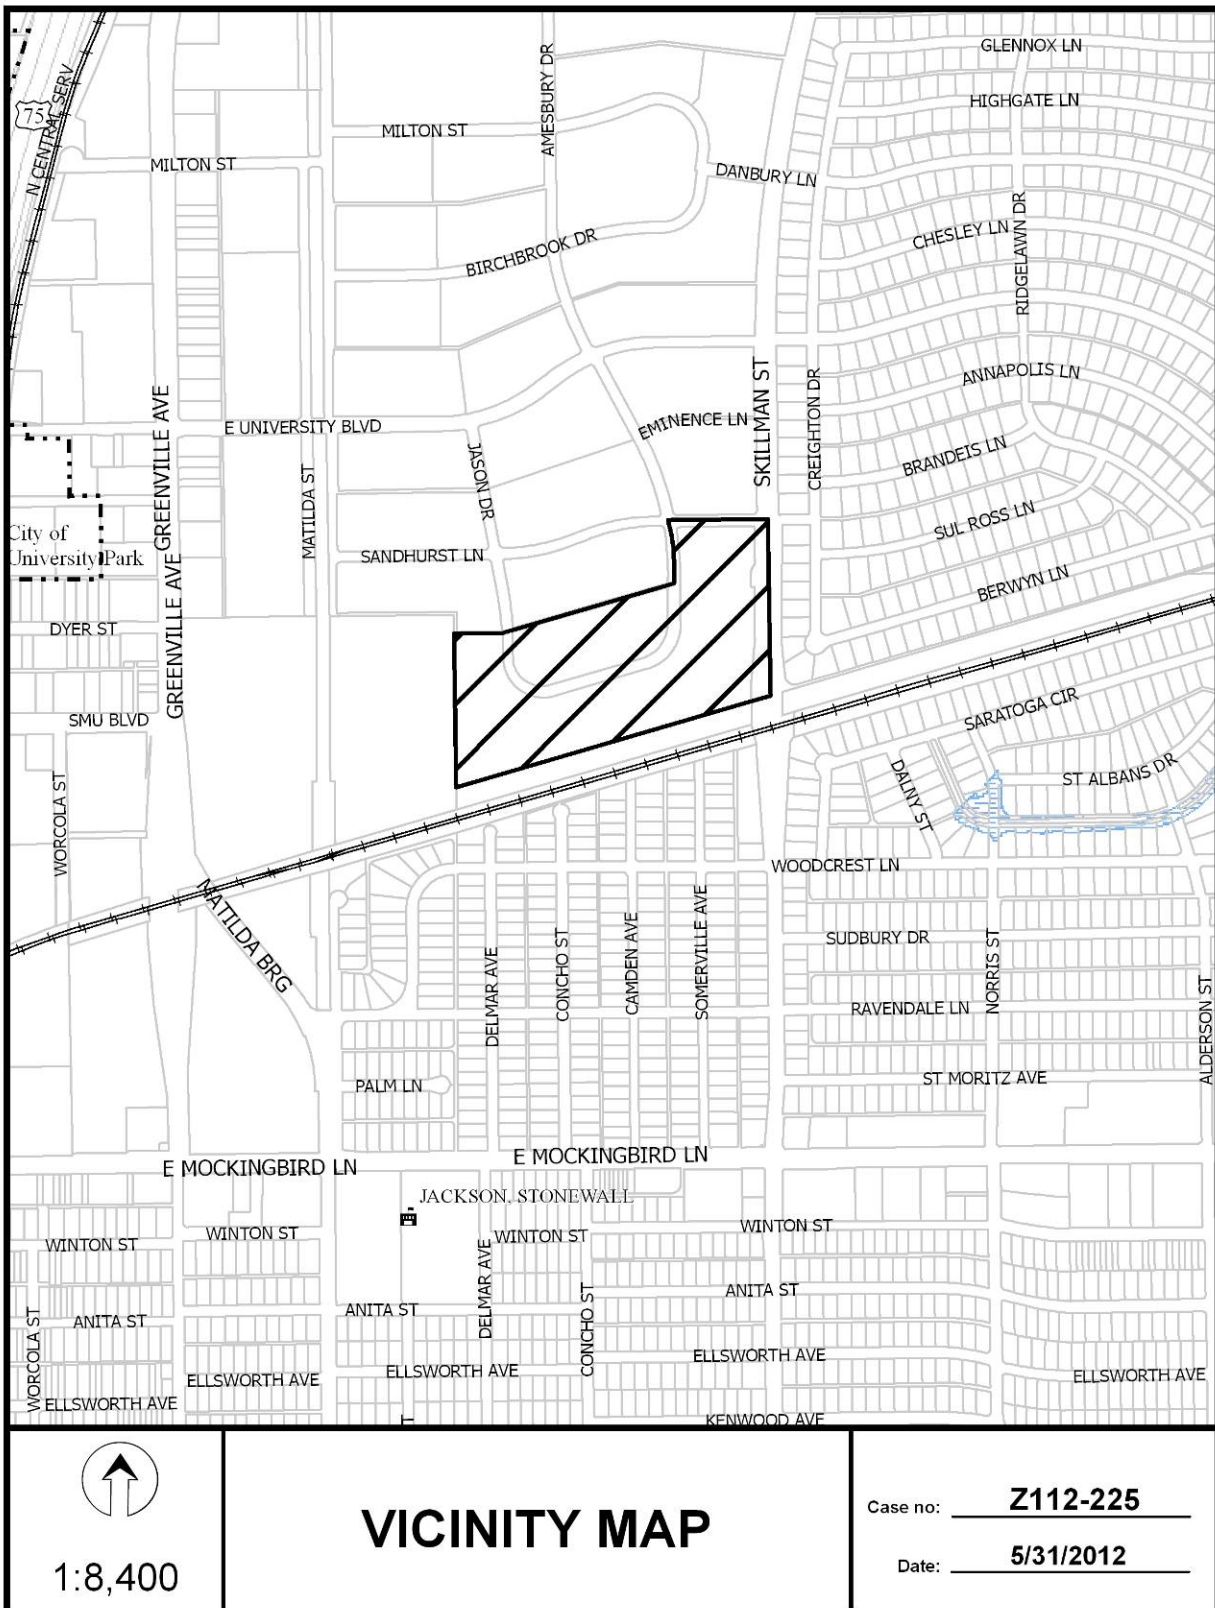 GLENNOX LN
N CENTRAL SERV
75
AMESBURY DR
HIGHGATE LN
MILTON ST
MILTON ST
DANBURY LN
RIDGELAWN DR
CHESLEY LN
BIRCHBROOK DR
SKILLMAN ST
CREIGHTON DR
ANNAPOLIS LN
GREENVILLE AVE
E UNIVERSITY BLVD
EMINENCE LN
JASON DR
BRANDEIS LN
MATILDA ST
SUL ROSS LN
City of
University Park
SANDHURST LN
GREENVILLE AVE
BERWYN LN
DYER ST
SMU BLVD
SARATOGA CIR
WORCOLA ST
DALNY ST
ST ALBANS DR
WOODCREST LN
MATILDA BRG
DELMAR AVE
CONCHO ST
CAMDEN AVE
SOMERVILLE AVE
SUDBURY DR
NORRIS ST
RAVENDALE LN
ALDERSON ST
PALM LN
ST MORITZ AVE
E MOCKINGBIRD LN
E MOCKINGBIRD LN
JACKSON, STONEWALL
WINTON ST
WINTON ST
WINTON ST
WINTON ST
DELMAR AVE
CONCHO ST
ANITA ST
ANITA ST
ANITA ST
WORCOLA ST
ELLSWORTH AVE
ELLSWORTH AVE
ELLSWORTH AVE
ELLSWORTH AVE
ELLSWORTH AVE
KENWOOD AVE
T
1:8,400
VICINITY MAP
Case no: Z112-225
Date: 5/31/2012